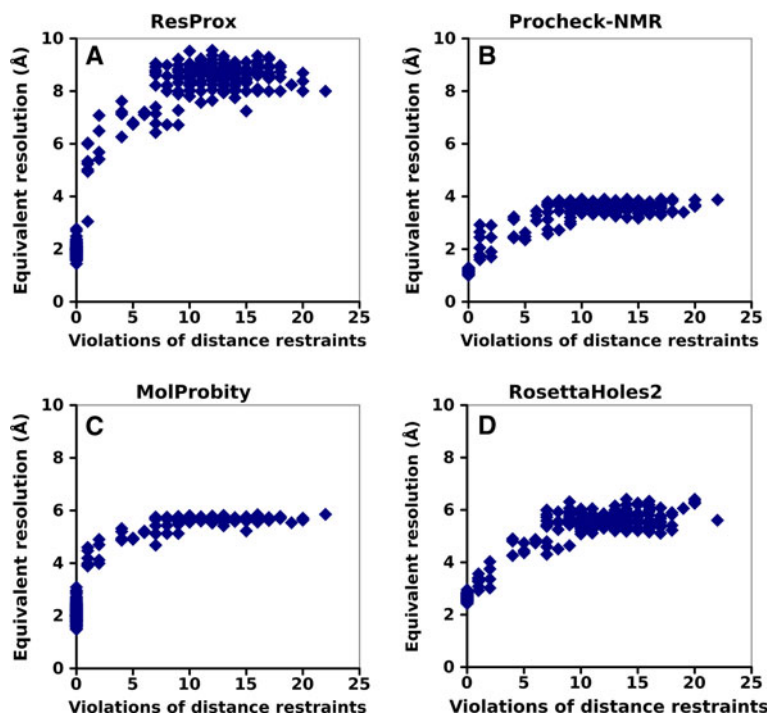 ResProx
A
Equivalent resolution (Å)
10
8
6
4
2
0
0 5 10 15 20 25
Violations of distance restraints
Procheck-NMR
B
Equivalent resolution (Å)
10
8
6
4
2
0
0 5 10 15 20 25
Violations of distance restraints
MolProbity
C
Equivalent resolution (Å)
10
8
6
4
2
0
0 5 10 15 20 25
Violations of distance restraints
RosettaHoles2
D
Equivalent resolution (Å)
10
8
6
4
2
0
0 5 10 15 20 25
Violations of distance restraints